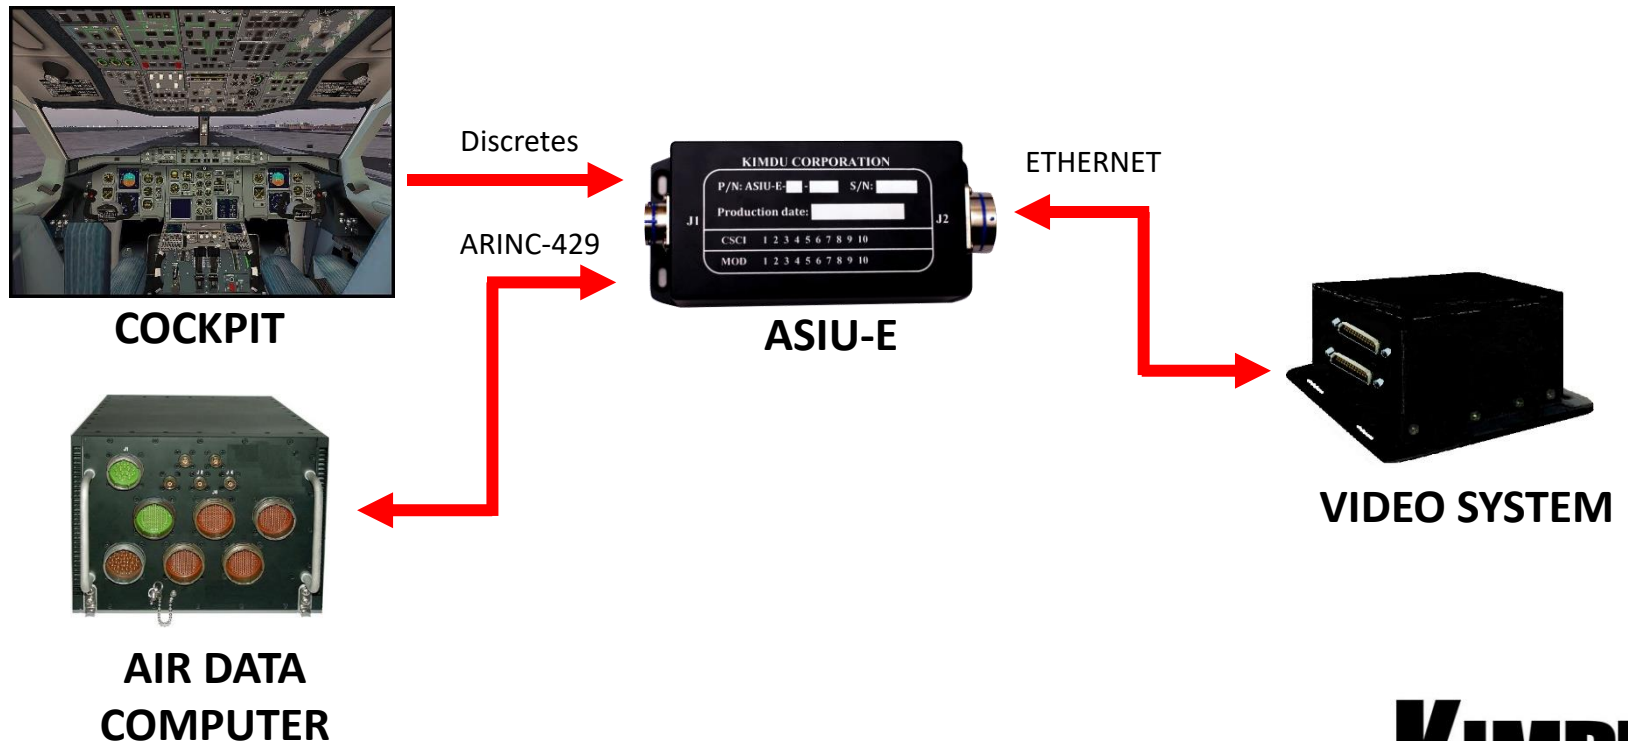 Discretes
ETHERNET
ARINC-429
KIMDU CORPORATION
P/N: ASIU-E- - S/N:
Production date:
J1
J2
CSCI 1 2 3 4 5 6 7 8 9 10
MOD 1 2 3 4 5 6 7 8 9 10
COCKPIT
ASIU-E
VIDEO SYSTEM
J1
AIR DATA
COMPUTER